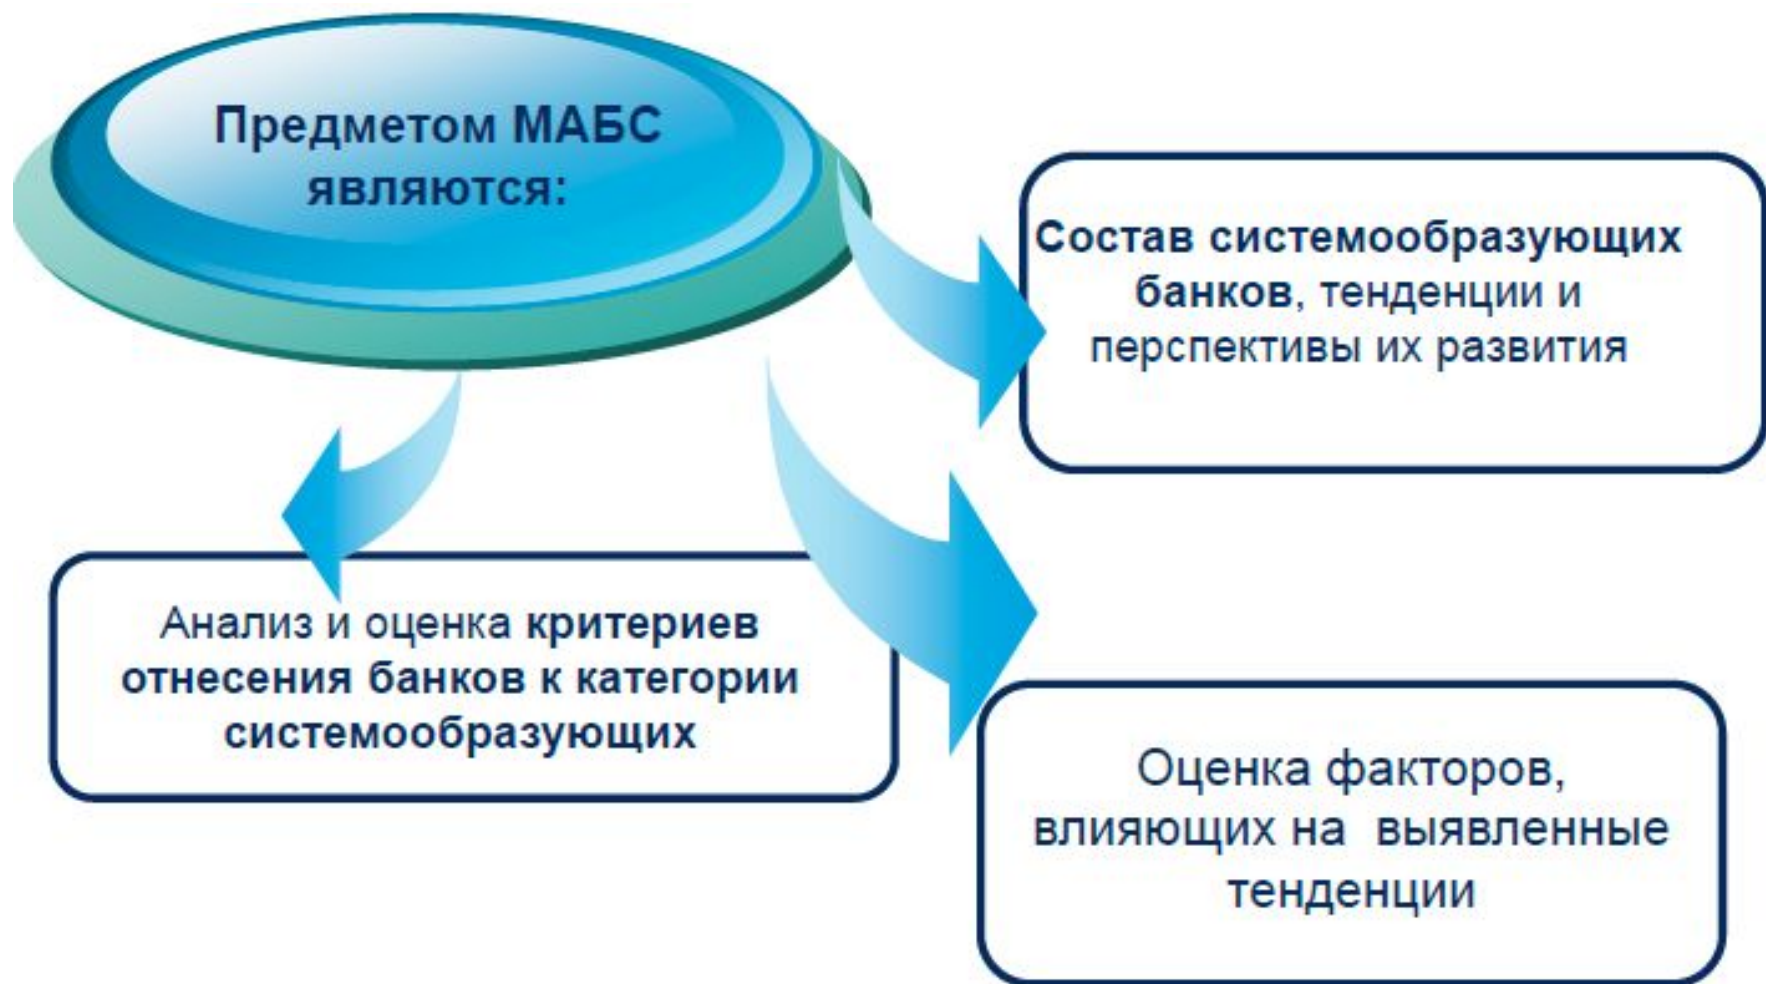 Предметом МАБС
являются:
Состав системообразующих
банков, тенденции и
перспективы их развития
Анализ и оценка критериев
отнесения банков к категории
системообразующих
Оценка факторов,
влияющих на  выявленные
тенденции